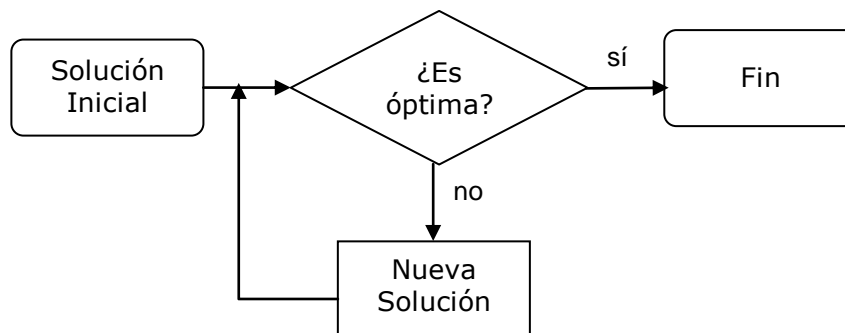 Solución
Inicial
¿Es
óptima?
sí
Fin
no
Nueva
Solución